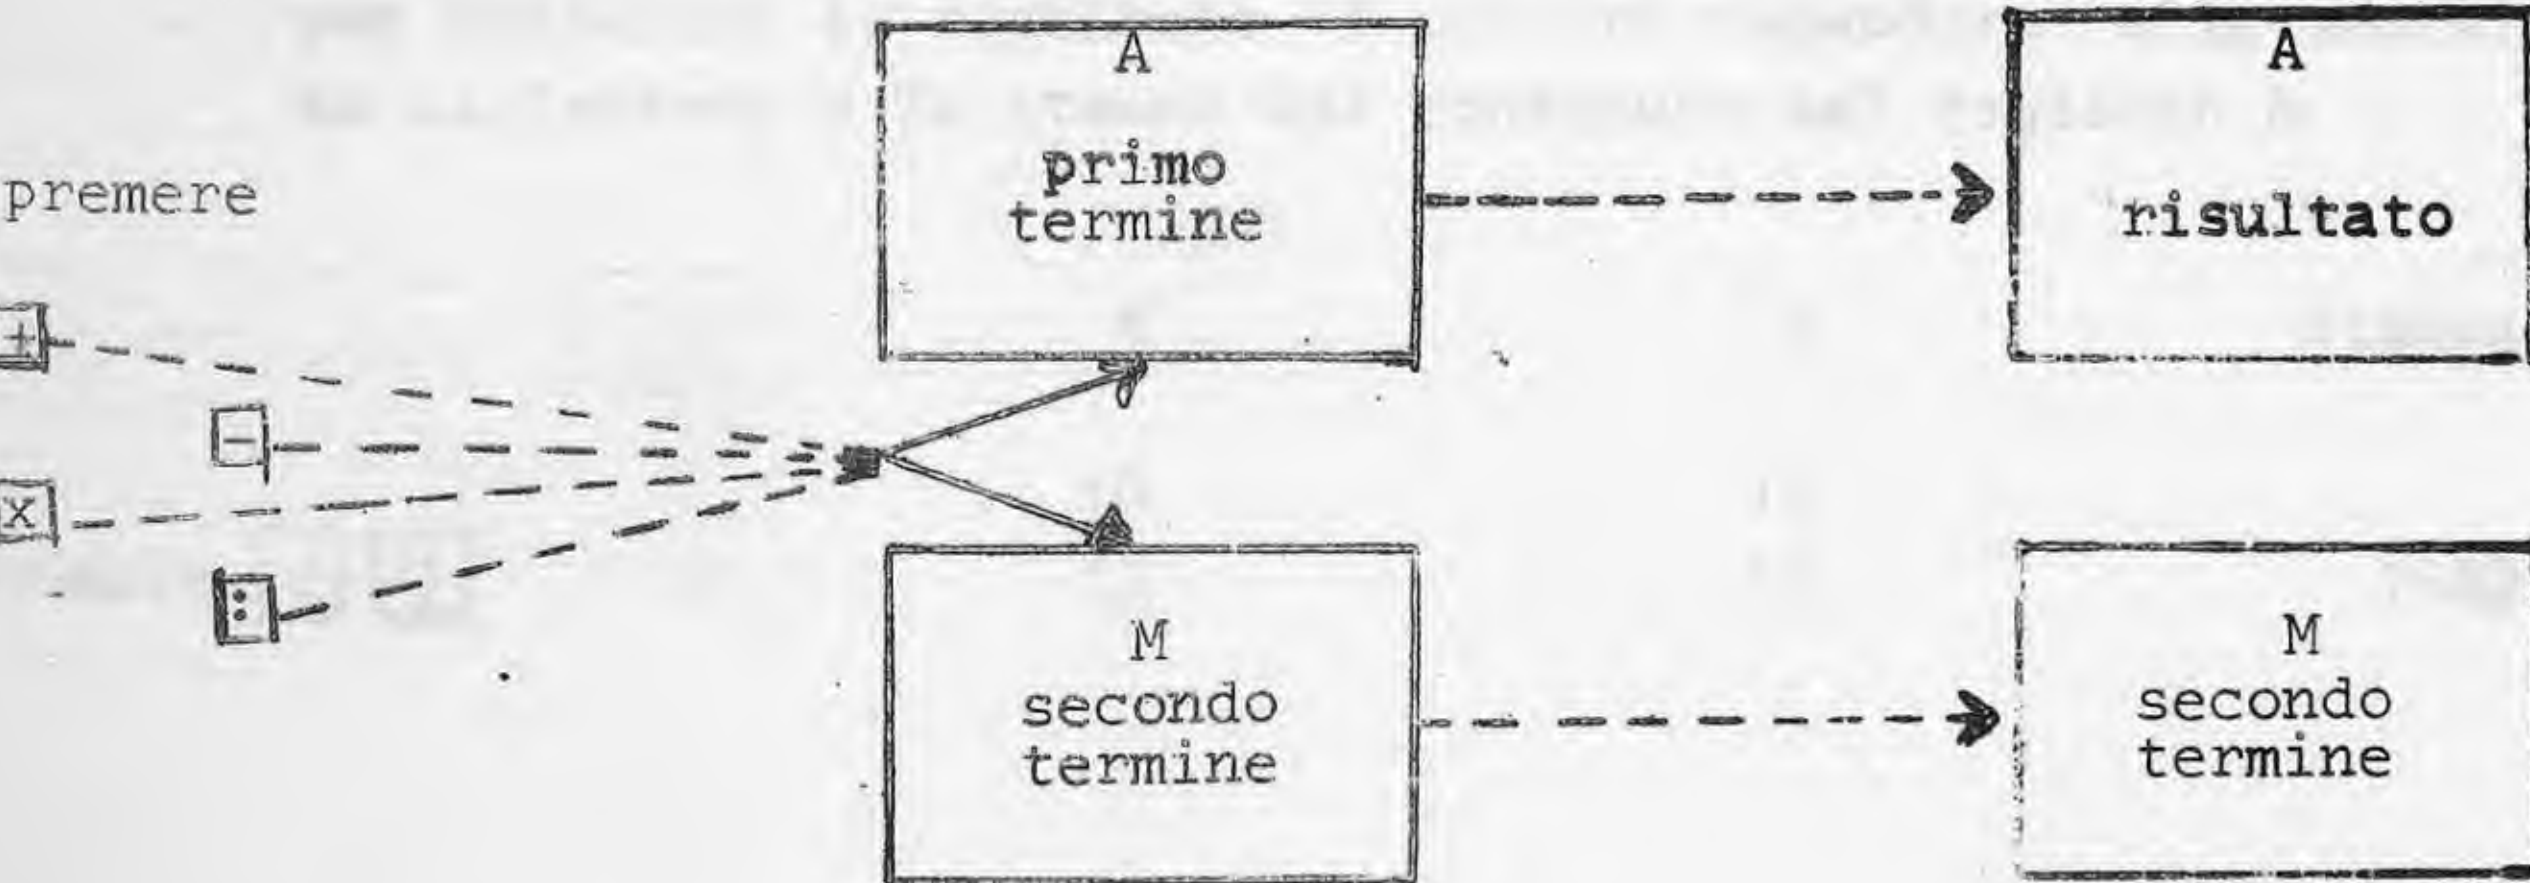 A
primo
termine
A
risultato
premere
+
-
X
:
M
secondo
termine
M
secondo
termine